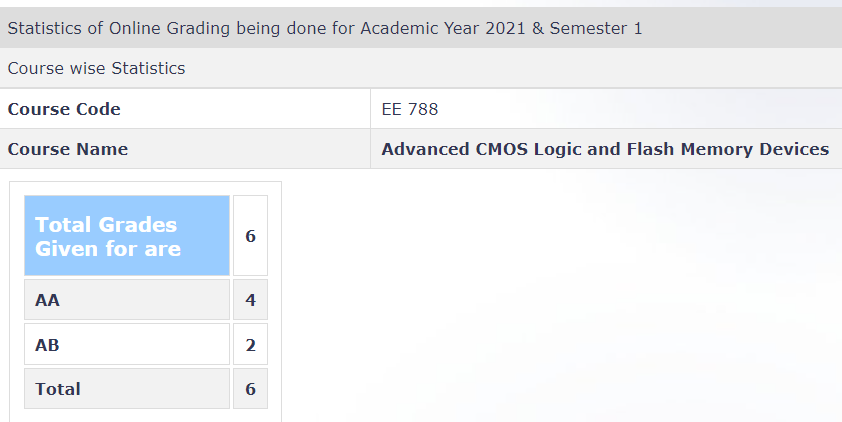 Statistics of Online Grading being done for Academic Year 2021 & Semester 1
Course wise Statistics
Course Code EE 788
Course Name Advanced CMOS Logic and Flash Memory Devices
Total Grades
Given for are 6
AA 4
AB 2
Total 6